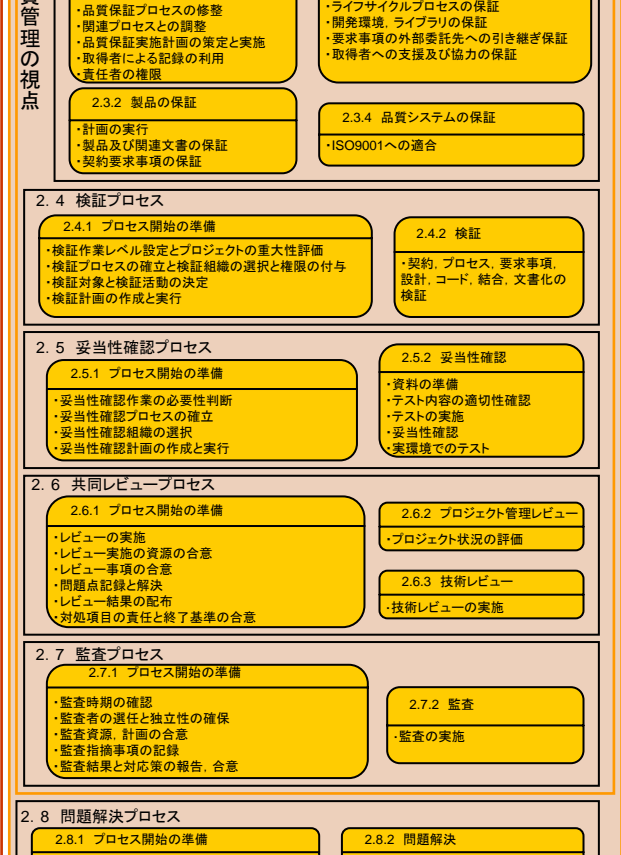 質管理の視点
・品質保証プロセスの修整
・関連プロセスとの調整
・品質保証実施計画の策定と実施
・取得者による記録の利用
・責任者の権限
・ライフサイクルプロセスの保証
・開発環境，ライブラリの保証
・要求事項の外部委託先への引き継ぎ保証
・取得者への支援及び協力の保証
2.3.2 製品の保証
・計画の実行
・製品及び関連文書の保証
・契約要求事項の保証
2.3.4 品質システムの保証
・ISO9001への適合
2．4 検証プロセス
2.4.1 プロセス開始の準備
・検証作業レベル設定とプロジェクトの重大性評価
・検証プロセスの確立と検証組織の選択と権限の付与
・検証対象と検証活動の決定
・検証計画の作成と実行
2.4.2 検証
・契約，プロセス，要求事項，
設計，コード，結合，文書化の
検証
2．5 妥当性確認プロセス
2.5.1 プロセス開始の準備
・妥当性確認作業の必要性判断
・妥当性確認プロセスの確立
・妥当性確認組織の選択
・妥当性確認計画の作成と実行
2.5.2 妥当性確認
・資料の準備
・テスト内容の適切性確認
・テストの実施
・妥当性確認
・実環境でのテスト
2．6 共同レビュープロセス
2.6.1 プロセス開始の準備
・レビューの実施
・レビュー実施の資源の合意
・レビュー事項の合意
・問題点記録と解決
・レビュー結果の配布
・対処項目の責任と終了基準の合意
2.6.2 プロジェクト管理レビュー
・プロジェクト状況の評価
2.6.3 技術レビュー
・技術レビューの実施
2．7 監査プロセス
2.7.1 プロセス開始の準備
・監査時期の確認
・監査者の選任と独立性の確保
・監査資源，計画の合意
・監査指摘事項の記録
・監査結果と対応策の報告，合意
2.7.2 監査
・監査の実施
2．8 問題解決プロセス
2.8.1 プロセス開始の準備
2.8.2 問題解決